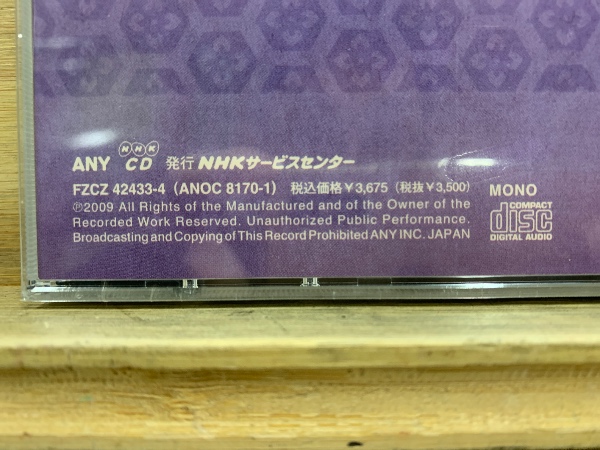 ANY NHK CD 発行 NHKサービスセンター
FZCZ 42433-4 (ANOC 8170-1) 税込価格¥3,675 (税抜¥3,500) MONO
℗2009 All Rights of the Manufactured and of the Owner of the
Recorded Work Reserved. Unauthorized Public Performance.
Broadcasting and Copying of This Record Prohibited ANY INC. JAPAN
COMPACT
disc
DIGITAL AUDIO